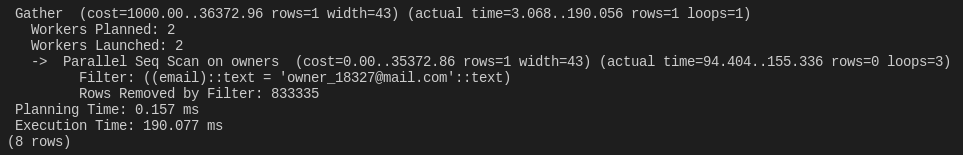 Gather  (cost=1000.00..36372.96 rows=1 width=43) (actual time=3.068..190.056 rows=1 loops=1)
  Workers Planned: 2
  Workers Launched: 2
  ->  Parallel Seq Scan on owners  (cost=0.00..35372.86 rows=1 width=43) (actual time=94.404..155.336 rows=0 loops=3)
        Filter: ((email)::text = 'owner_18327@mail.com'::text)
        Rows Removed by Filter: 833335
Planning Time: 0.157 ms
Execution Time: 190.077 ms
(8 rows)